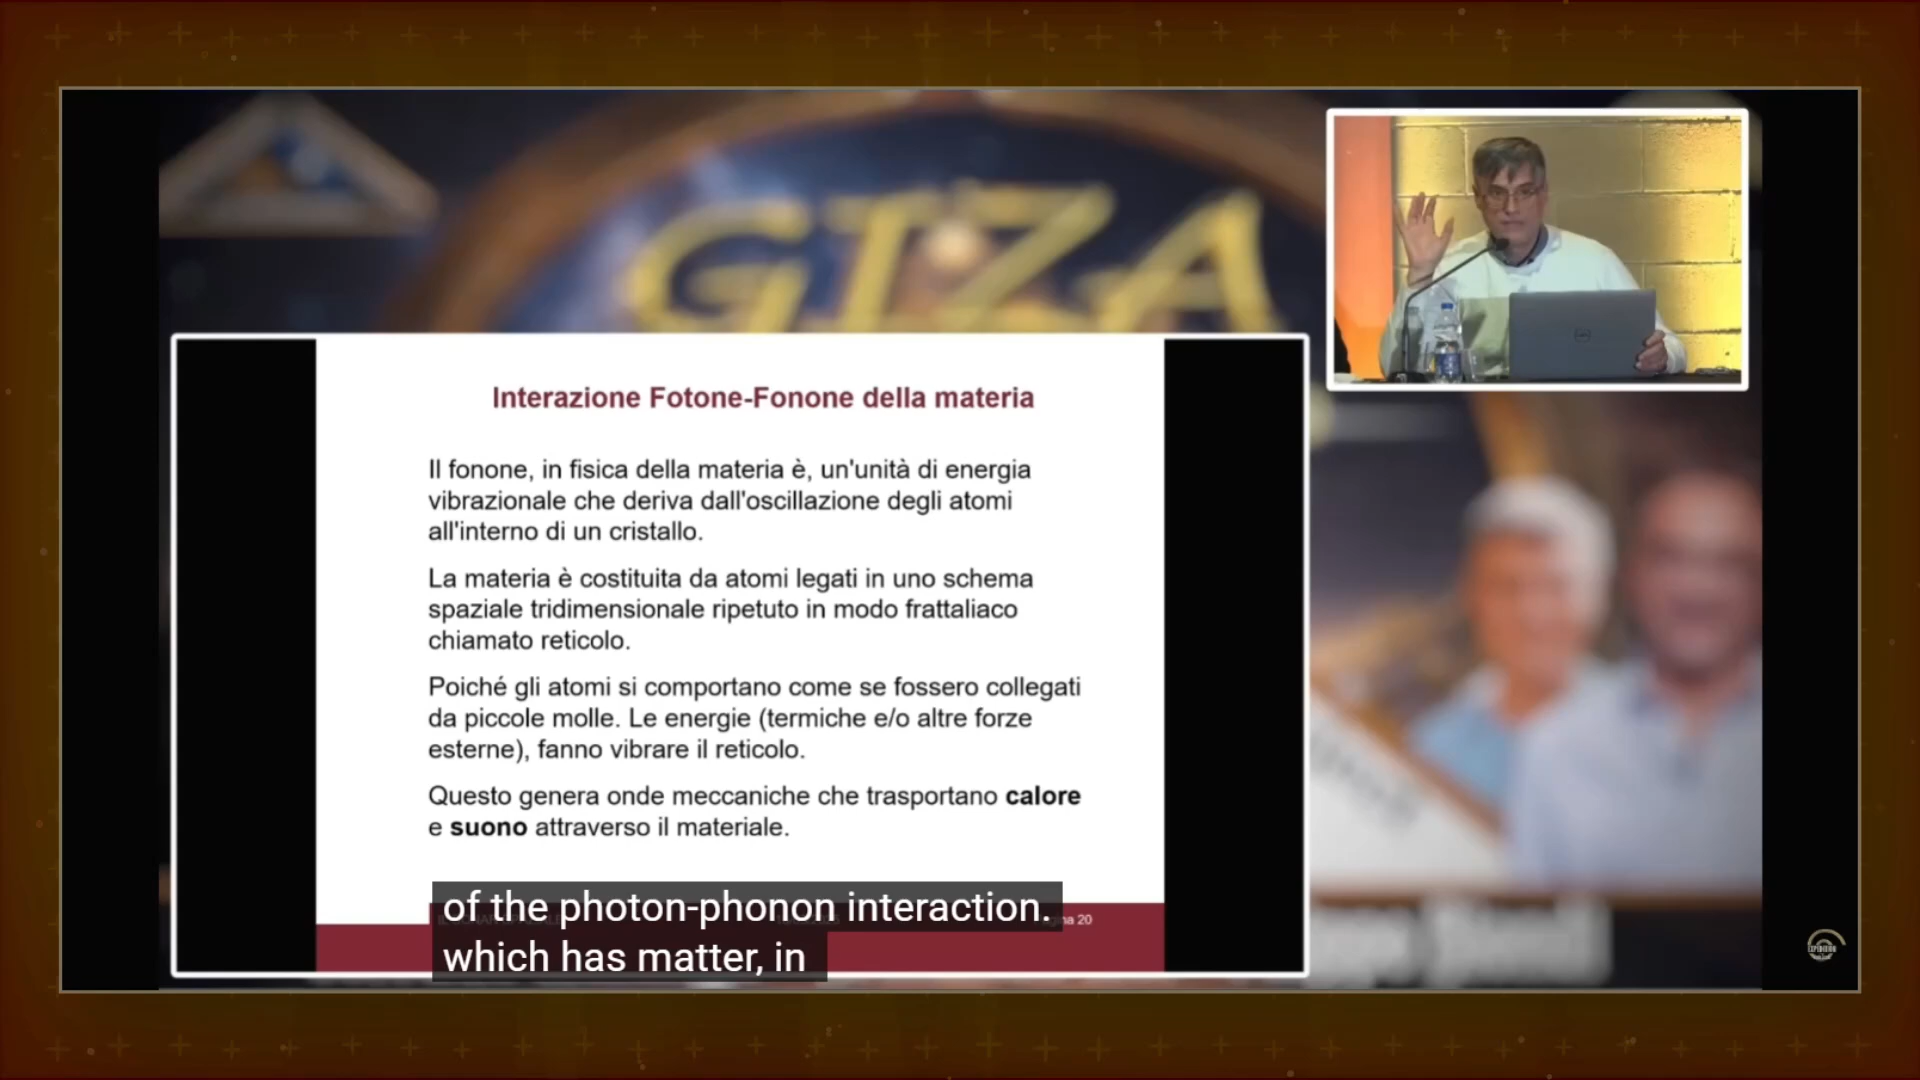 GIZA
Interazione Fotone-Fonone della materia
Il fonone, in fisica della materia è, un'unità di energia
vibrazionale che deriva dall'oscillazione degli atomi
all'interno di un cristallo.
La materia è costituita da atomi legati in uno schema
spaziale tridimensionale ripetuto in modo frattaliaco
chiamato reticolo.
Poiché gli atomi si comportano come se fossero collegati
da piccole molle. Le energie (termiche e/o altre forze
esterne), fanno vibrare il reticolo.
Questo genera onde meccaniche che trasportano calore
e suono attraverso il materiale.
20
of the photon-phonon interaction.
which has matter, in